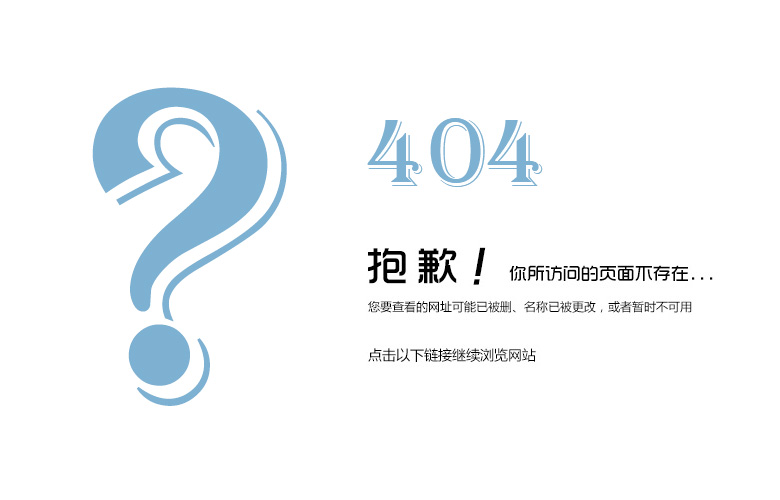 404
抱歉! 你所访问的页面不存在...
您要查看的网址可能已被删、名称已被更改，或者暂时不可用
点击以下链接继续浏览网站